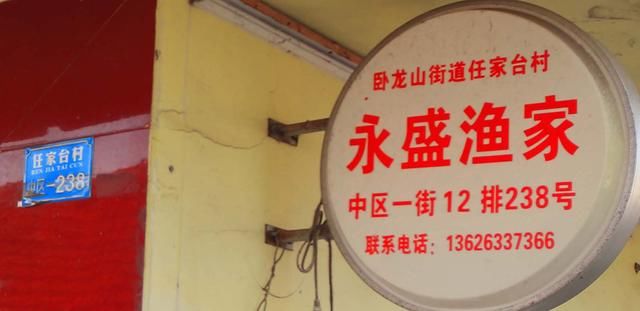 任家台村
REN JIA TAI CUN
中区-238
卧龙山街道任家台村
永盛渔家
中区一街12 排238号
联系电话：13626337366